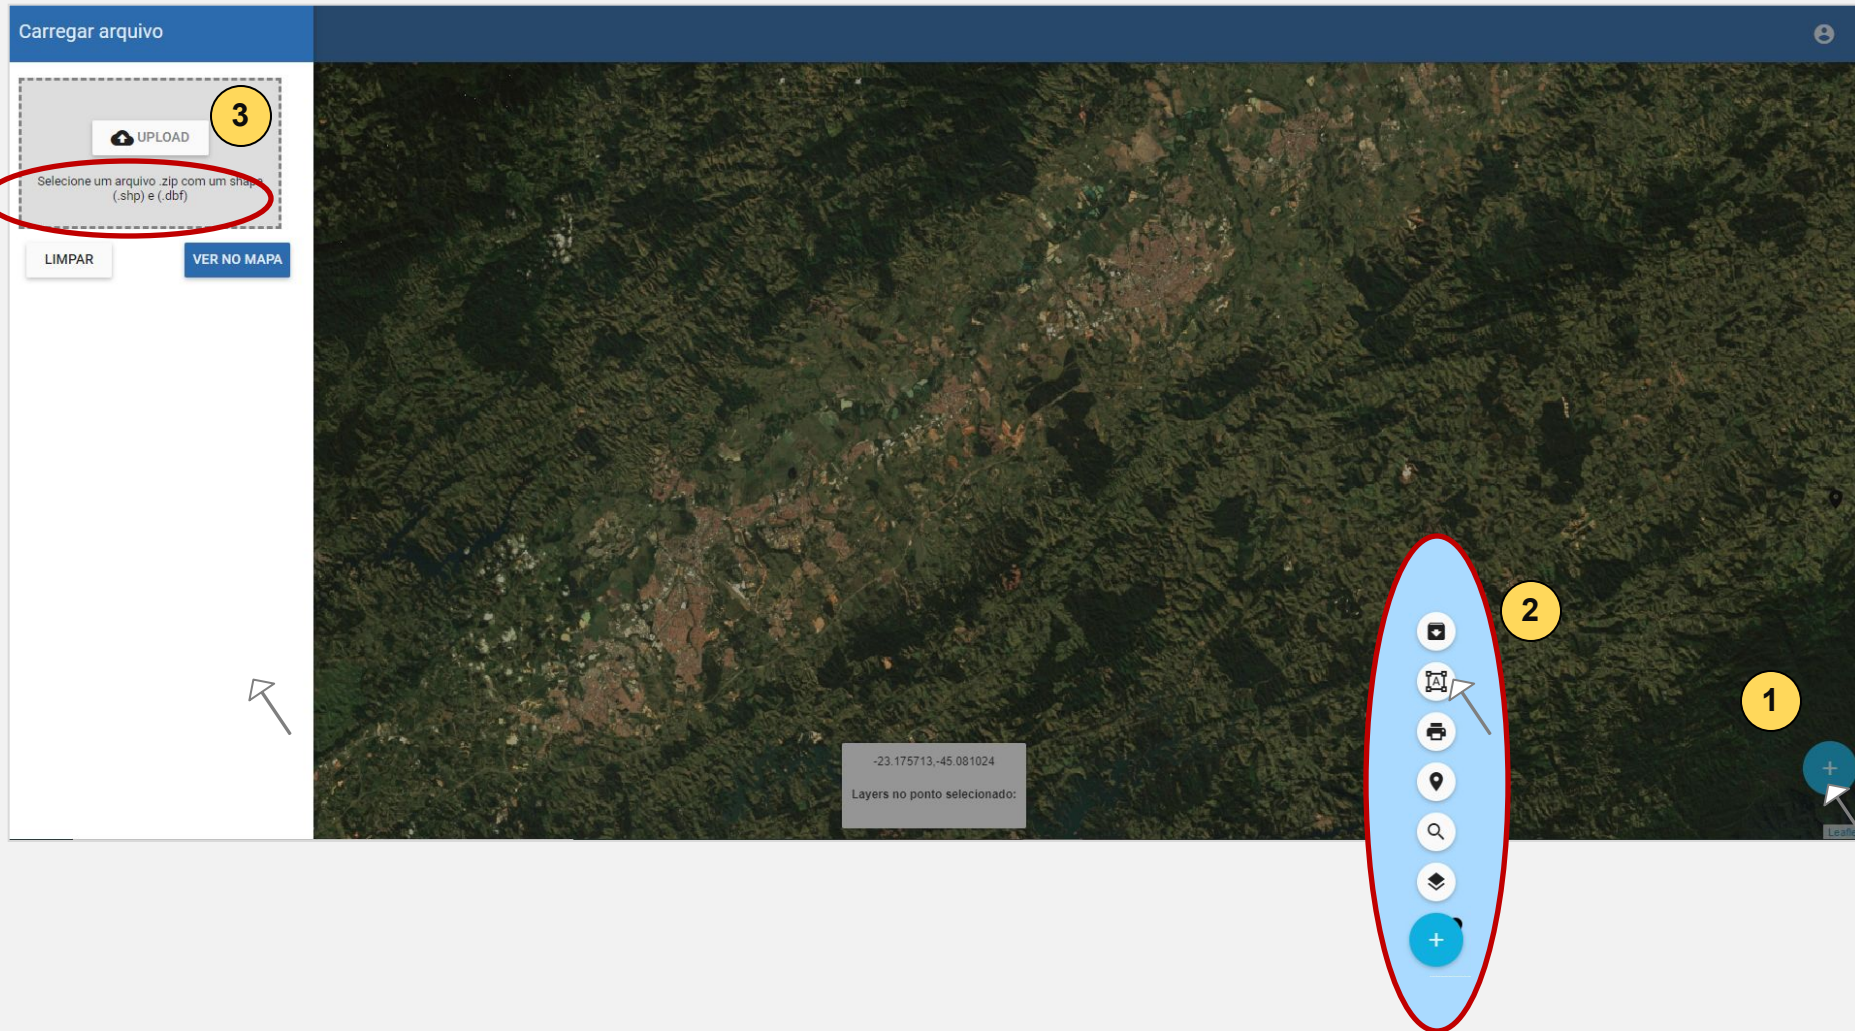 Carregar arquivo
3
UPLOAD
Selecione um arquivo .zip com um shape
(.shp) e (.dbf)
LIMPAR
VER NO MAPA
2
A
1
-23.175713,-45.081024
Layers no ponto selecionado: